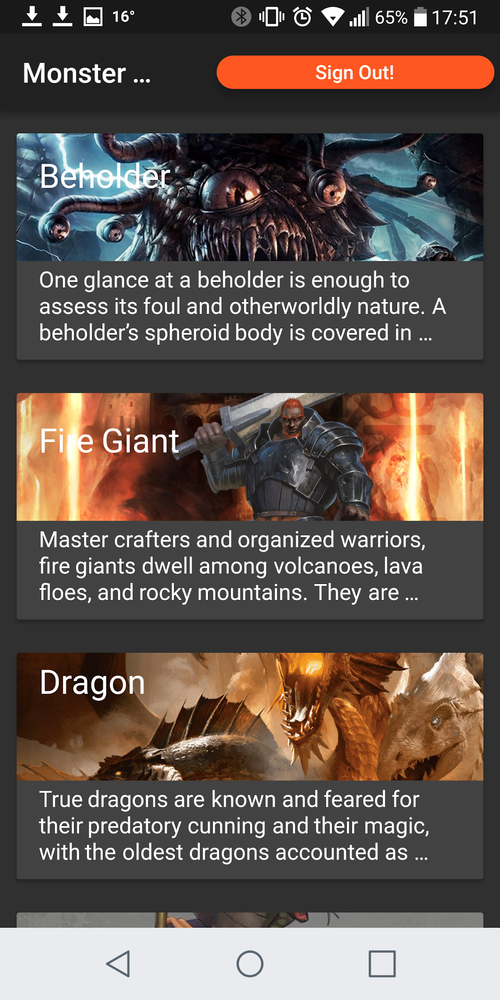 16° 65% 17:51
Monster ... Sign Out!
Beholder
One glance at a beholder is enough to
assess its foul and otherworldly nature. A
beholder’s spheroid body is covered in ...
Fire Giant
Master crafters and organized warriors,
fire giants dwell among volcanoes, lava
floes, and rocky mountains. They are ...
Dragon
True dragons are known and feared for
their predatory cunning and their magic,
with the oldest dragons accounted as ...